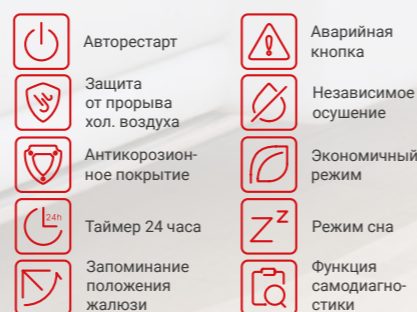 Авторестарт
Защита
от прорыва
хол. воздуха
Антикорозион-
ное покрытие
24h
Таймер 24 часа
Запоминание
положения
жалюзи
Аварийная
кнопка
Независимое
осушение
Экономичный
режим
Z z
Режим сна
Функция
самодиагно-
стики